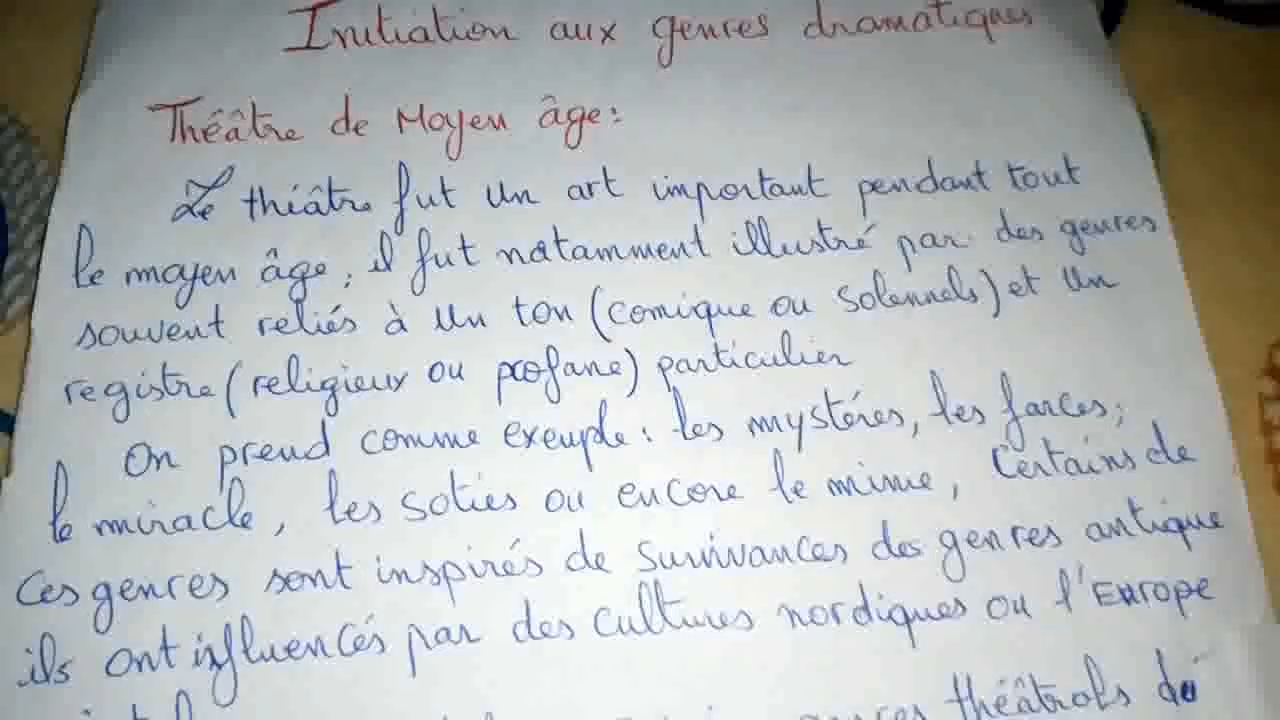 Initiation aux genres dramatiques
Théâtre de Moyen âge:
Le théâtre fut un art important pendant tout
le moyen âge, il fut notamment illustré par des genres
souvent reliés à un ton (comique ou solennels) et un
registre (religieux ou profane) particulier
On prend comme exemple: les mystéres, les farces;
le miracle, les soties ou encore le mime, Certains de
Ces genres sont inspirés de survivances des genres antique
ils ont influencés par des cultures nordiques ou l'Europe
genres théâtrals du